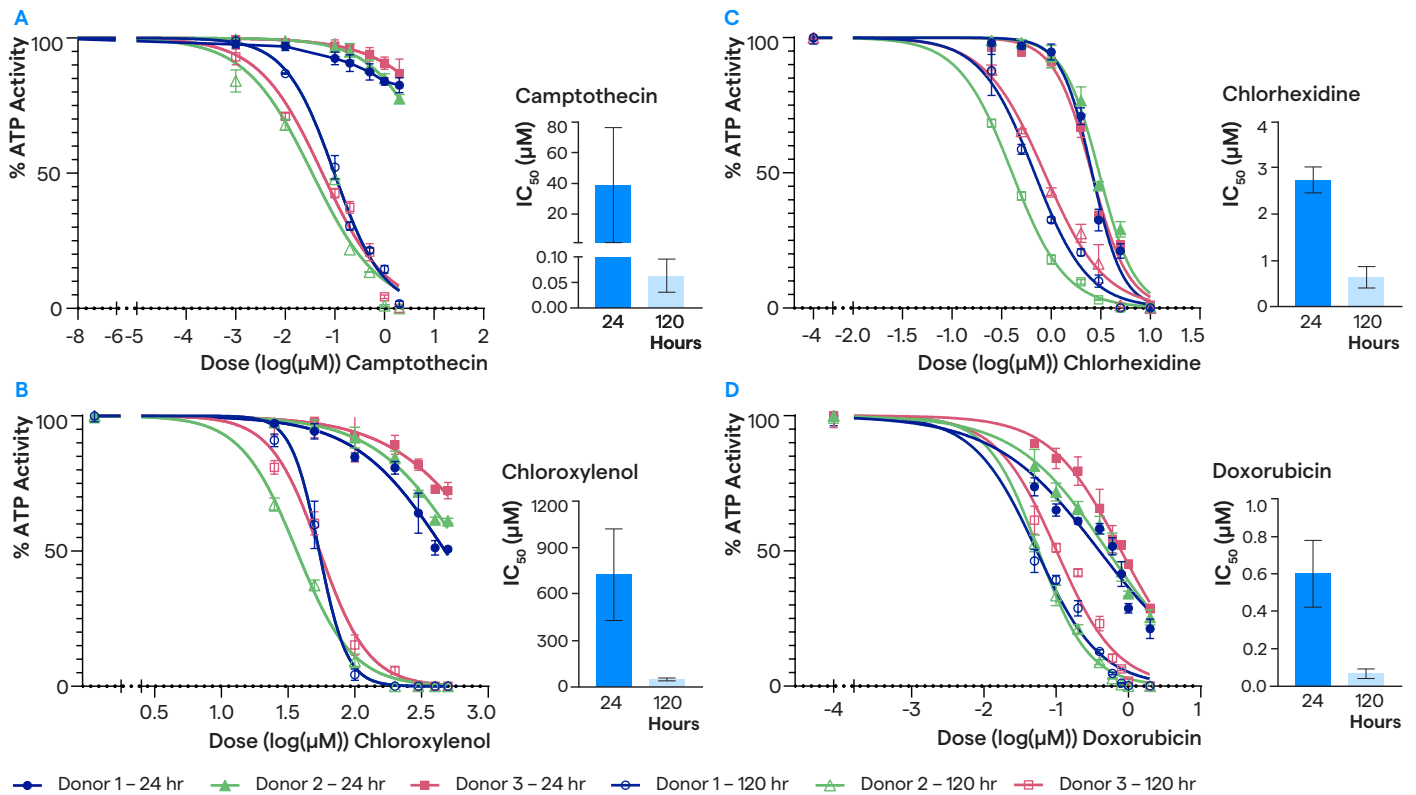 A
% ATP Activity
100
50
0
-8
-6
-5
-3
-2
-1
0
1
2
Dose (log(µM)) Camptothecin
Camptothecin
IC50 (µM)
80
60
40
20
0.10
0.05
0.00
24
120
Hours
C
% ATP Activity
100
50
0
-4
-2.0
-1.5
-1.0
-0.5
0.0
0.5
1.0
1.5
Dose (log(µM)) Chlorhexidine
Chlorhexidine
IC50 (µM)
4
3
2
1
0
24
120
Hours
B
% ATP Activity
100
50
0
0.5
1.0
1.5
2.0
2.5
3.0
Dose (log(µM)) Chloroxylenol
Chloroxylenol
IC50 (µM)
1200
900
600
300
0
24
120
Hours
D
% ATP Activity
100
50
0
-4
-3
-2
-1
0
1
Dose (log(µM)) Doxorubicin
Doxorubicin
IC50 (µM)
1.0
0.8
0.6
0.4
0.2
0.0
24
120
Hours
Donor 1 – 24 hr
Donor 2 – 24 hr
Donor 3 – 24 hr
Donor 1 – 120 hr
Donor 2 – 120 hr
Donor 3 – 120 hr